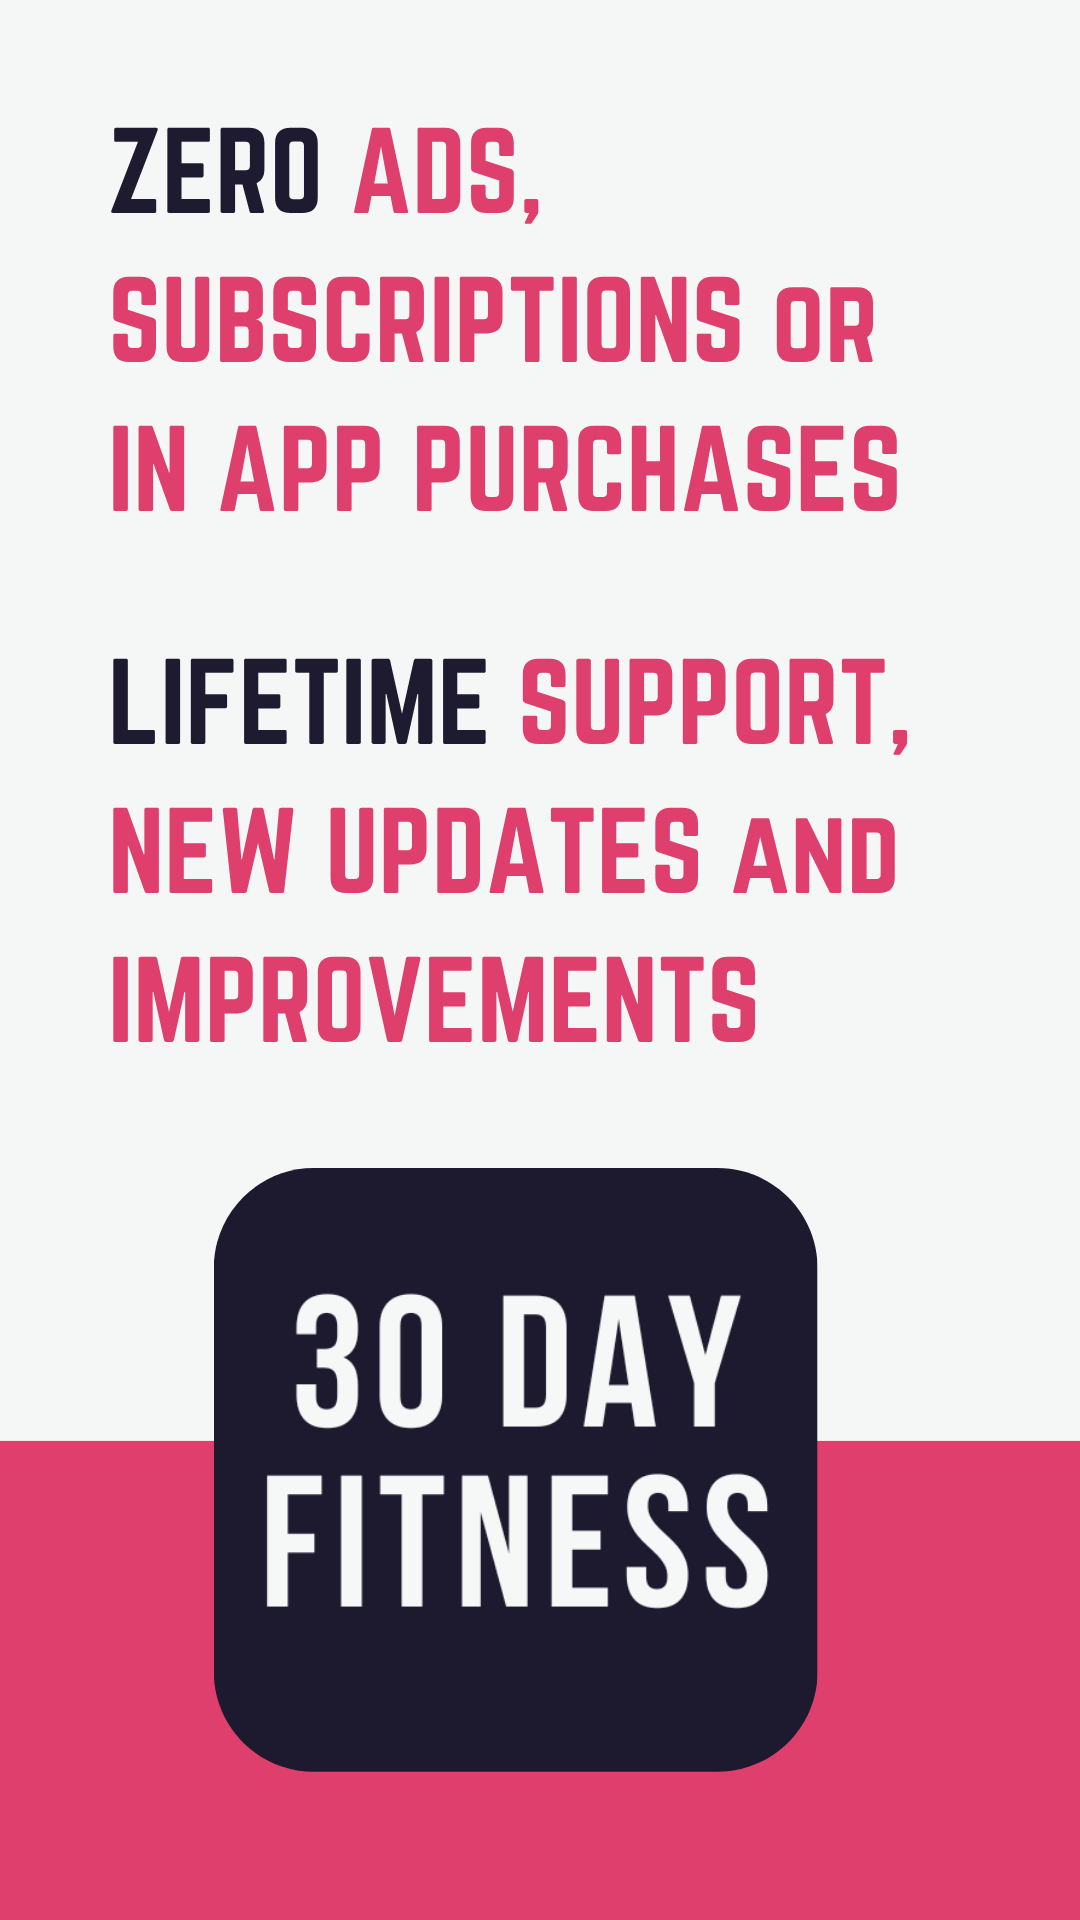 ZERO ADS,
SUBSCRIPTIONS OR
IN APP PURCHASES
LIFETIME SUPPORT,
NEW UPDATES AND
IMPROVEMENTS
30 DAY
FITNESS